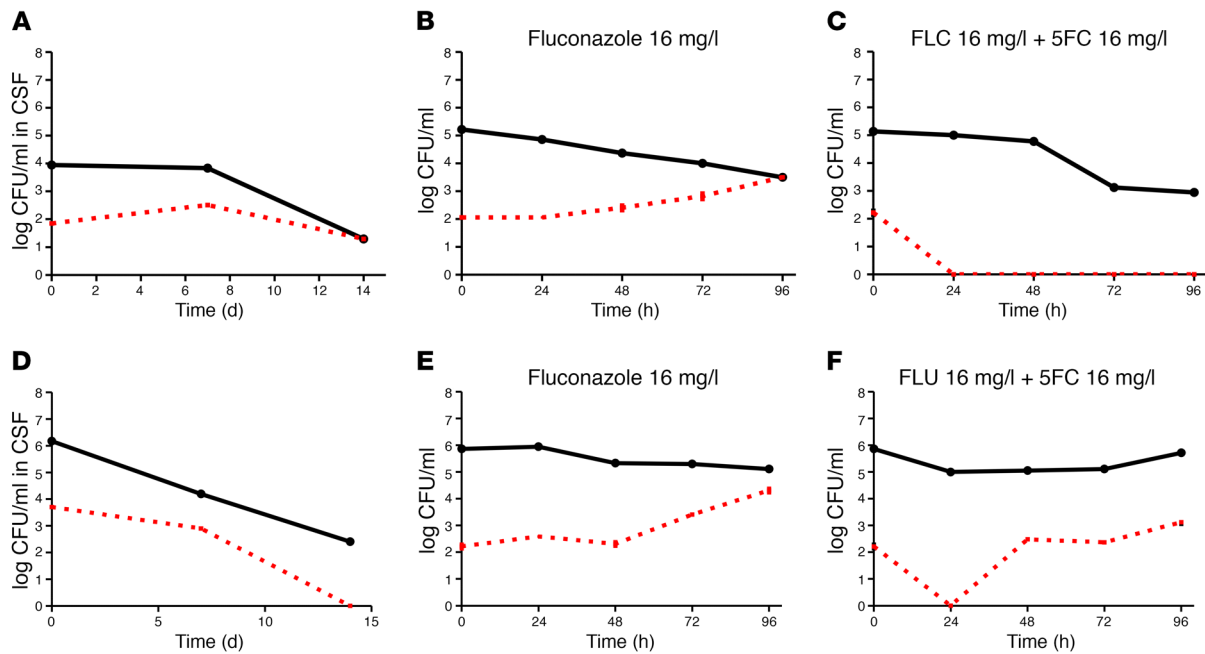 A
log CFU/ml in CSF
8
7
6
5
4
3
2
1
0
0 2 4 6 8 10 12 14
Time (d)
B
Fluconazole 16 mg/l
log CFU/ml
8
7
6
5
4
3
2
1
0
0 24 48 72 96
Time (h)
C
FLC 16 mg/l + 5FC 16 mg/l
log CFU/ml
8
7
6
5
4
3
2
1
0
0 24 48 72 96
Time (h)
D
log CFU/ml in CSF
8
7
6
5
4
3
2
1
0
0 5 10 15
Time (d)
E
Fluconazole 16 mg/l
log CFU/ml
8
7
6
5
4
3
2
1
0
0 24 48 72 96
Time (h)
F
FLU 16 mg/l + 5FC 16 mg/l
log CFU/ml
8
7
6
5
4
3
2
1
0
0 24 48 72 96
Time (h)